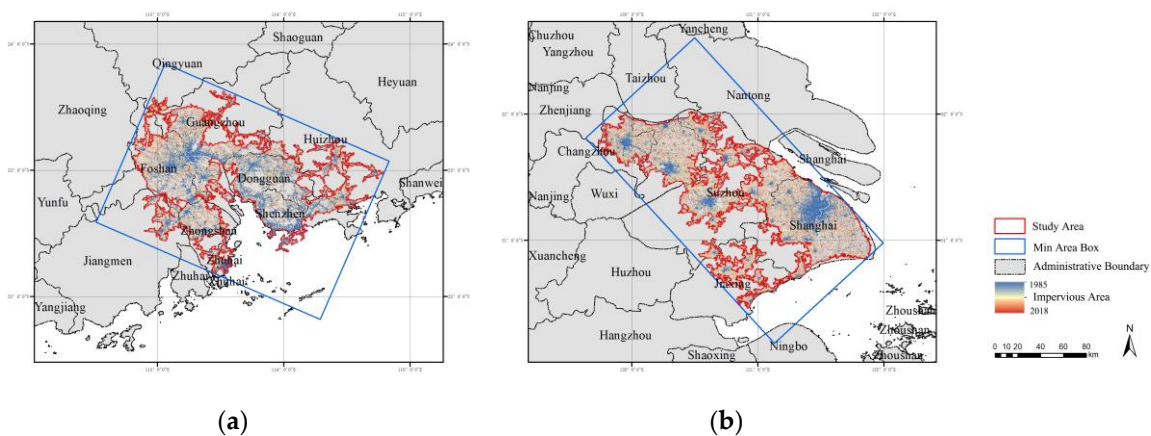 Shaoguan
Qingyuan
Heyuan
Zhaoqing
Guangzhou
Huizhou
Foshan
Dongguan
Shanwei
Yunfu
Shenzhen
Zhongshan
Jiangmen
Zhuhai
Zhuhai
Zhuhai
Yangjiang
(a)
Chuzhou
Yancheng
Yangzhou
Taizhou
Nanjing
Nantong
Zhenjiang
Changzhou
Shanghai
Nanjing
Wuxi
Suzhou
Shanghai
Xuancheng
Huzhou
Jiaxing
Hangzhou
Zhoushan
Zhoushan
Shaoxing
Ningbo
Zhoushan
(b)
Study Area
Min Area Box
Administrative Boundary
1985
Impervious Area
2018
N
0 10 20 40 60 80
km